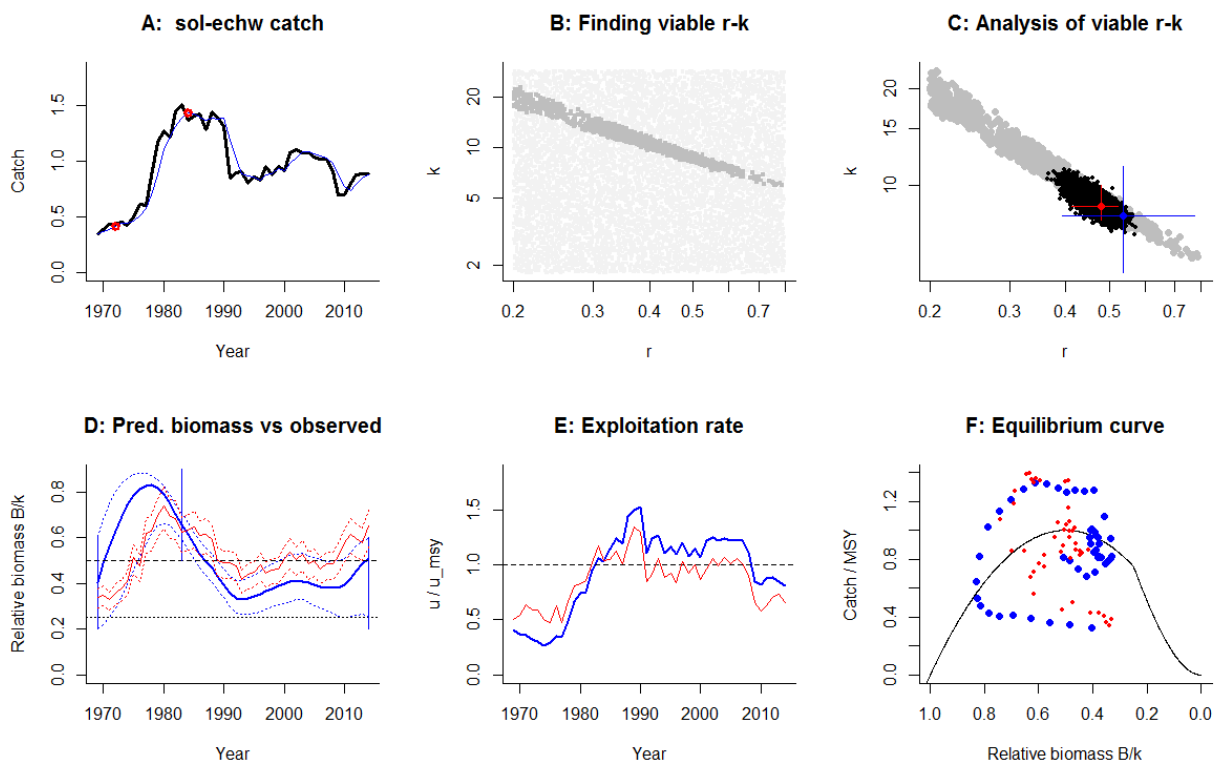 A:  sol-echw catch
B: Finding viable r-k
C: Analysis of viable r-k
Catch
0.0
0.5
1.0
1.5
1970 1980 1990 2000 2010
Year
k
2
5
10
20
0.2 0.3 0.4 0.5 0.7
r
k
10
15
20
0.2 0.3 0.4 0.5 0.7
r
D: Pred. biomass vs observed
E: Exploitation rate
F: Equilibrium curve
Relative biomass B/k
0.0
0.2
0.4
0.6
0.8
1970 1980 1990 2000 2010
Year
u / u_msy
0.0
0.5
1.0
1.5
1970 1980 1990 2000 2010
Year
Catch / MSY
0.0
0.4
0.8
1.2
1.0 0.8 0.6 0.4 0.2 0.0
Relative biomass B/k